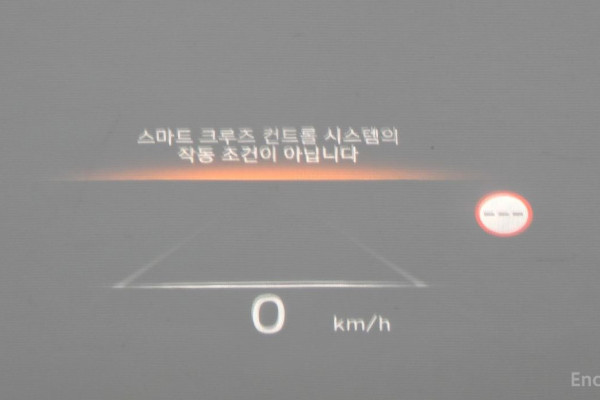 스마트 크루즈 컨트롤 시스템의
작동 조건이 아닙니다
---
0 km/h
Enc